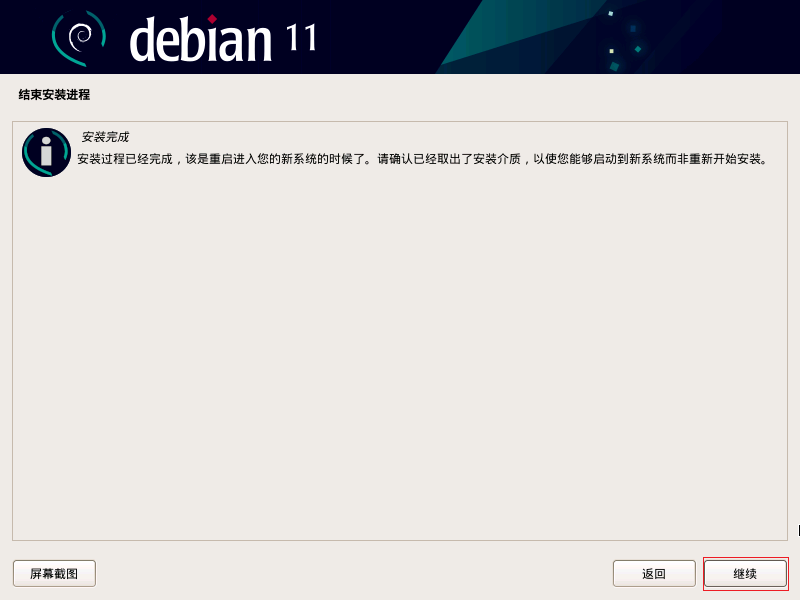 debian 11
结束安装进程
安装完成
安装过程已经完成，该是重启进入您的新系统的时候了。请确认已经取出了安装介质，以使您能够启动到新系统而非重新开始安装。
屏幕截图
返回
继续